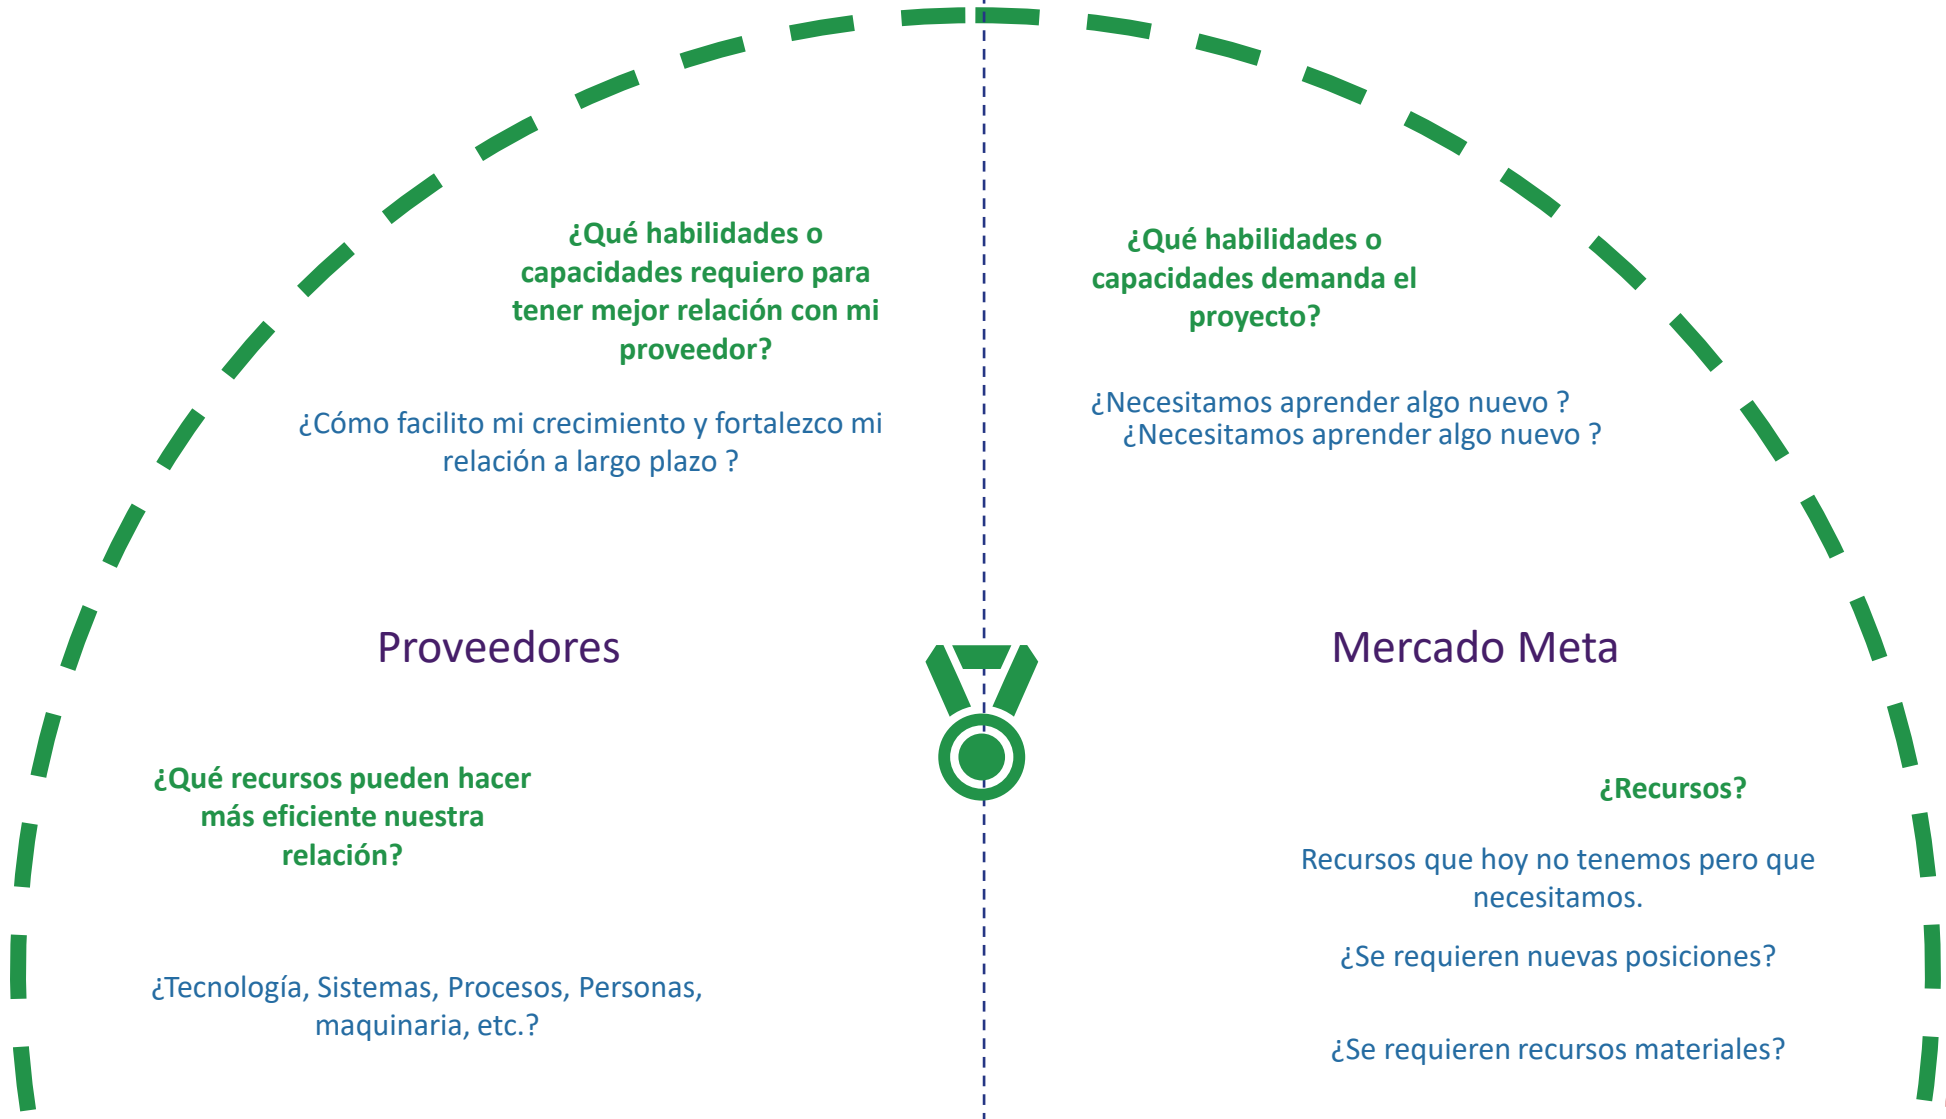 ¿Qué habilidades o
capacidades requiero para
tener mejor relación con mi
proveedor?
¿Cómo facilito mi crecimiento y fortalezco mi
relación a largo plazo ?
Proveedores
¿Qué recursos pueden hacer
más eficiente nuestra
relación?
¿Tecnología, Sistemas, Procesos, Personas,
maquinaria, etc.?
¿Qué habilidades o
capacidades demanda el
proyecto?
¿Necesitamos aprender algo nuevo ?
¿Necesitamos aprender algo nuevo ?
Mercado Meta
¿Recursos?
Recursos que hoy no tenemos pero que
necesitamos.
¿Se requieren nuevas posiciones?
¿Se requieren recursos materiales?